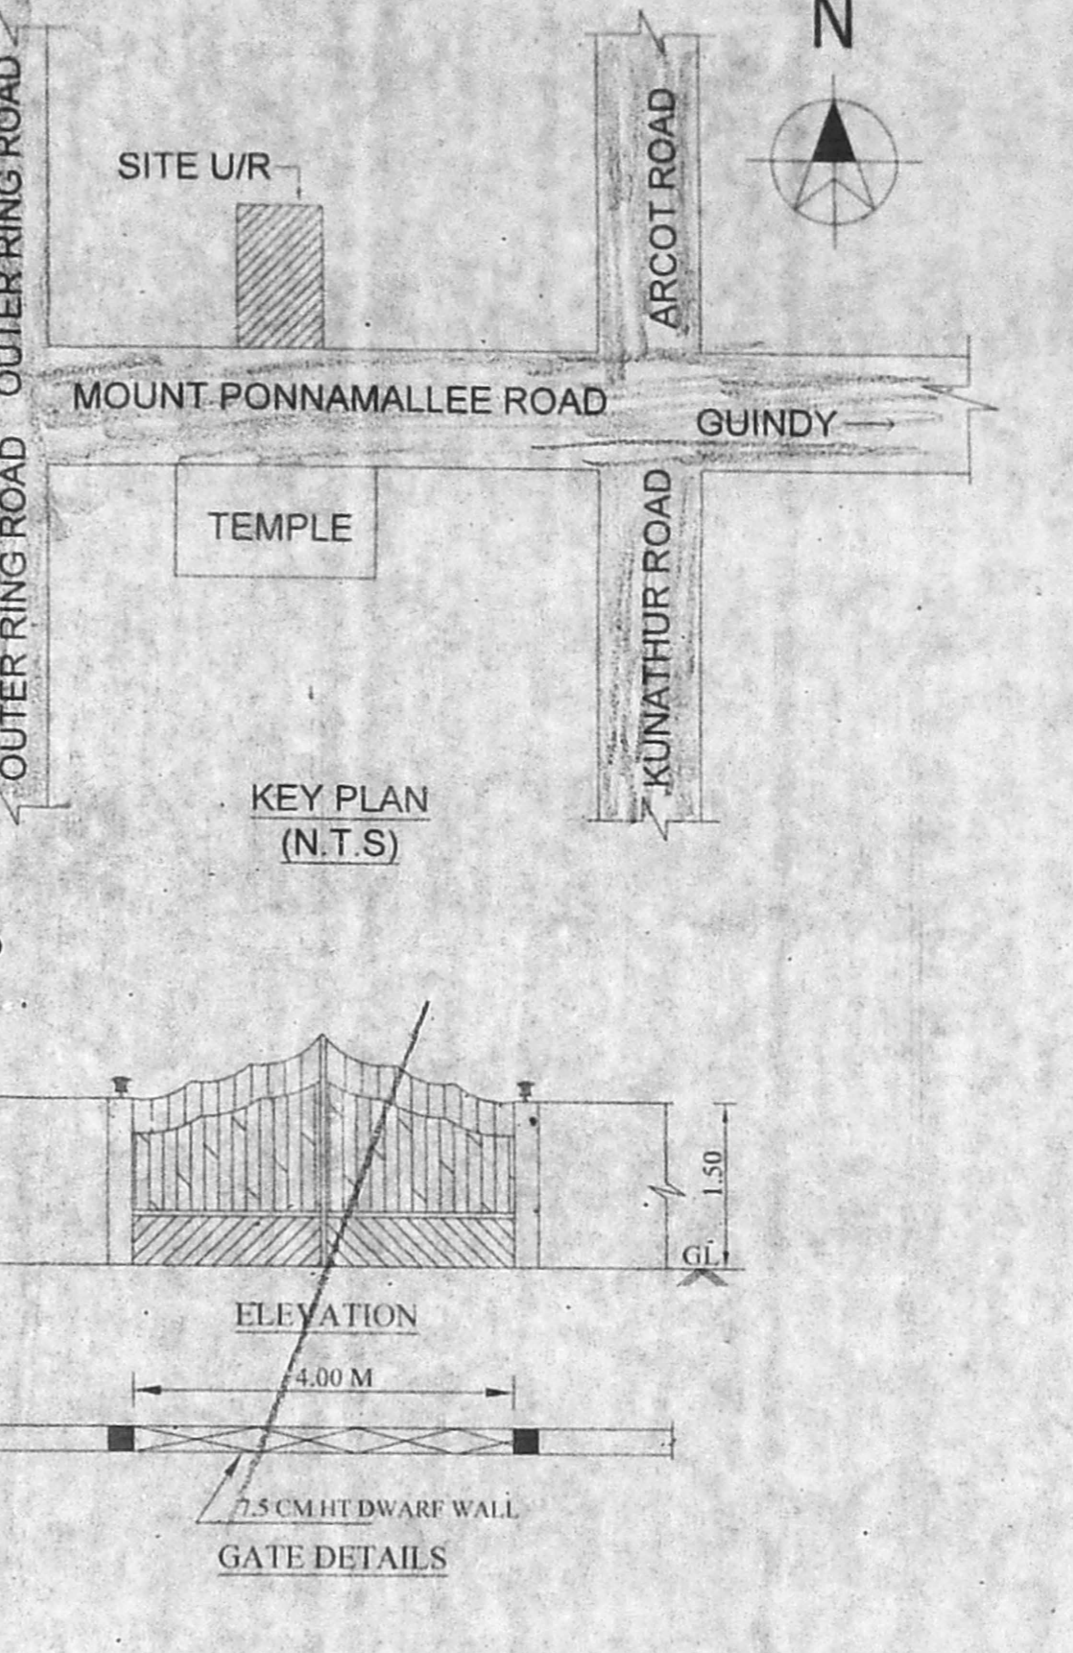 N
OUTER RING ROAD
OUTER RING ROAD
SITE U/R
ARCOT ROAD
MOUNT PONNAMALLEE ROAD
GUINDY
TEMPLE
KUNATHUR ROAD
KEY PLAN
(N.T.S)
1.50
GL
ELEVATION
4.00 M
7.5 CM HT DWARF WALL
GATE DETAILS